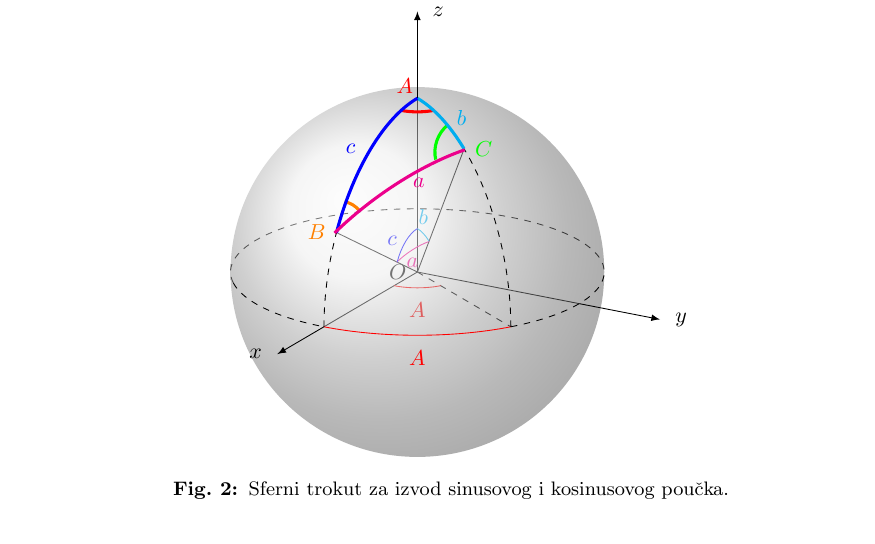 z
A
b
c
C
a
b
B
c
a
O
A
y
x
A
Fig. 2: Sferni trokut za izvod sinusovog i kosinusovog poučka.